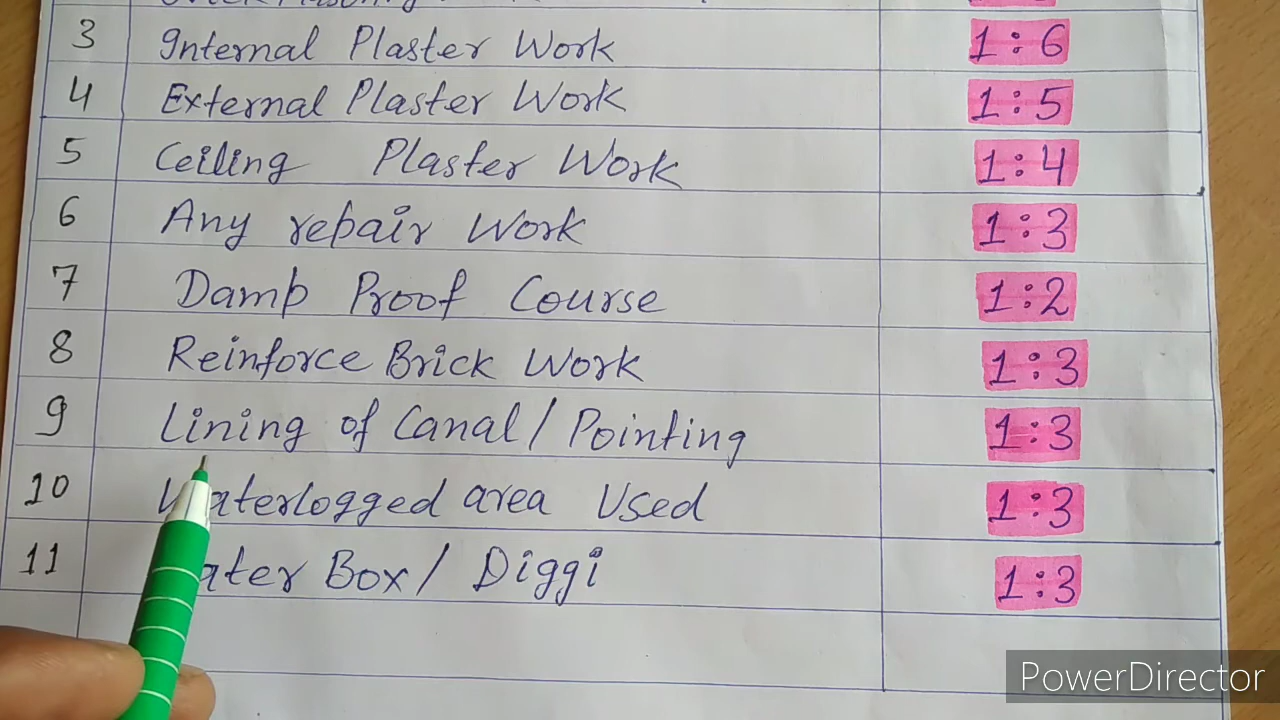 3 Internal Plaster Work 1:6
4 External Plaster Work 1:5
5 Ceiling Plaster Work 1:4
6 Any repair Work 1:3
7 Damp Proof Course 1:2
8 Reinforce Brick Work 1:3
9 Lining of Canal / Pointing 1:3
10 Waterlogged area Used 1:3
11 Water Box / Diggi 1:3
PowerDirector